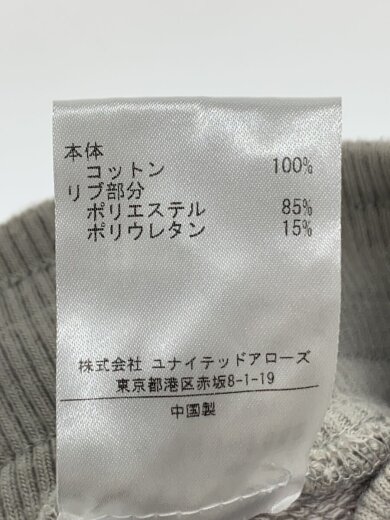 本体
コットン 100%
リブ部分
ポリエステル 85%
ポリウレタン 15%
株式会社 ユナイテッドアローズ
東京都港区赤坂8-1-19
中国製